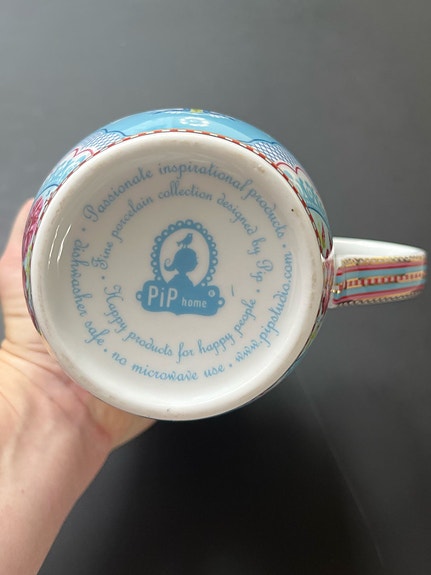 • Passionate inspirational products • www.pipstudio.com • no microwave use • dishwasher safe
• Fine porcelain collection designed by PiP • Happy products for happy people
PiP home